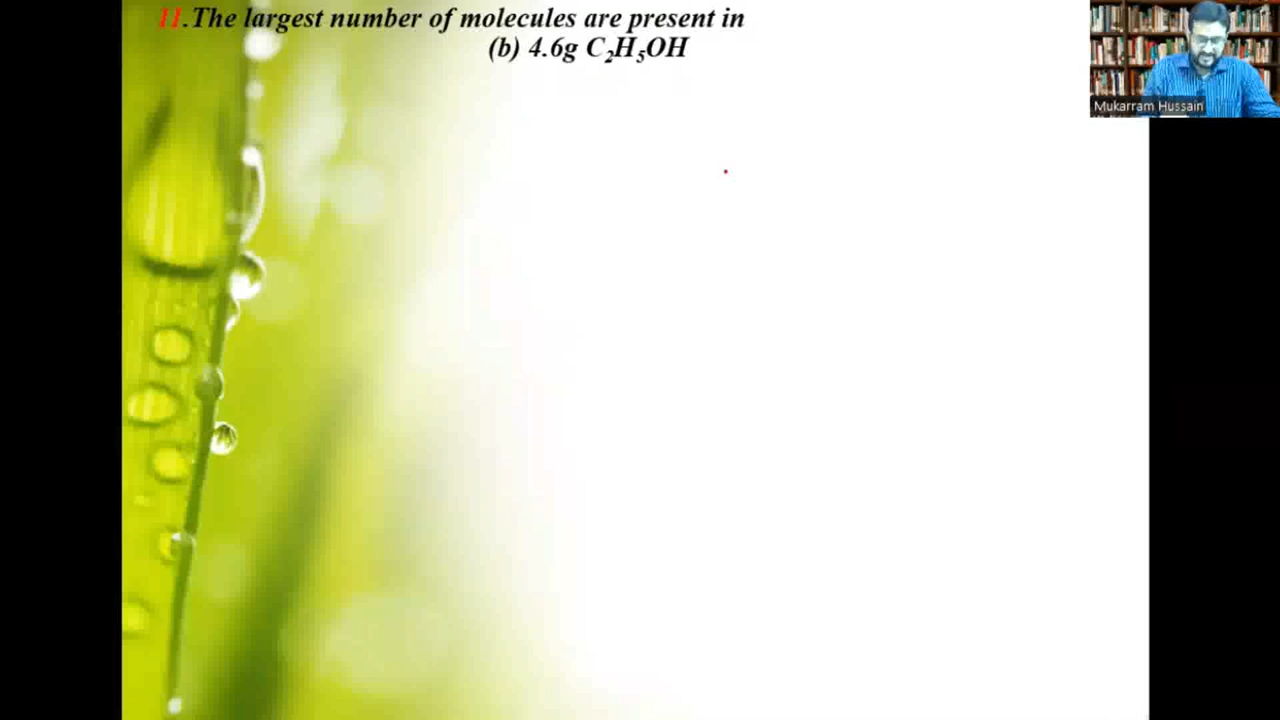 11.The largest number of molecules are present in
(b) 4.6g C₂H₅OH
Mukarram Hussain